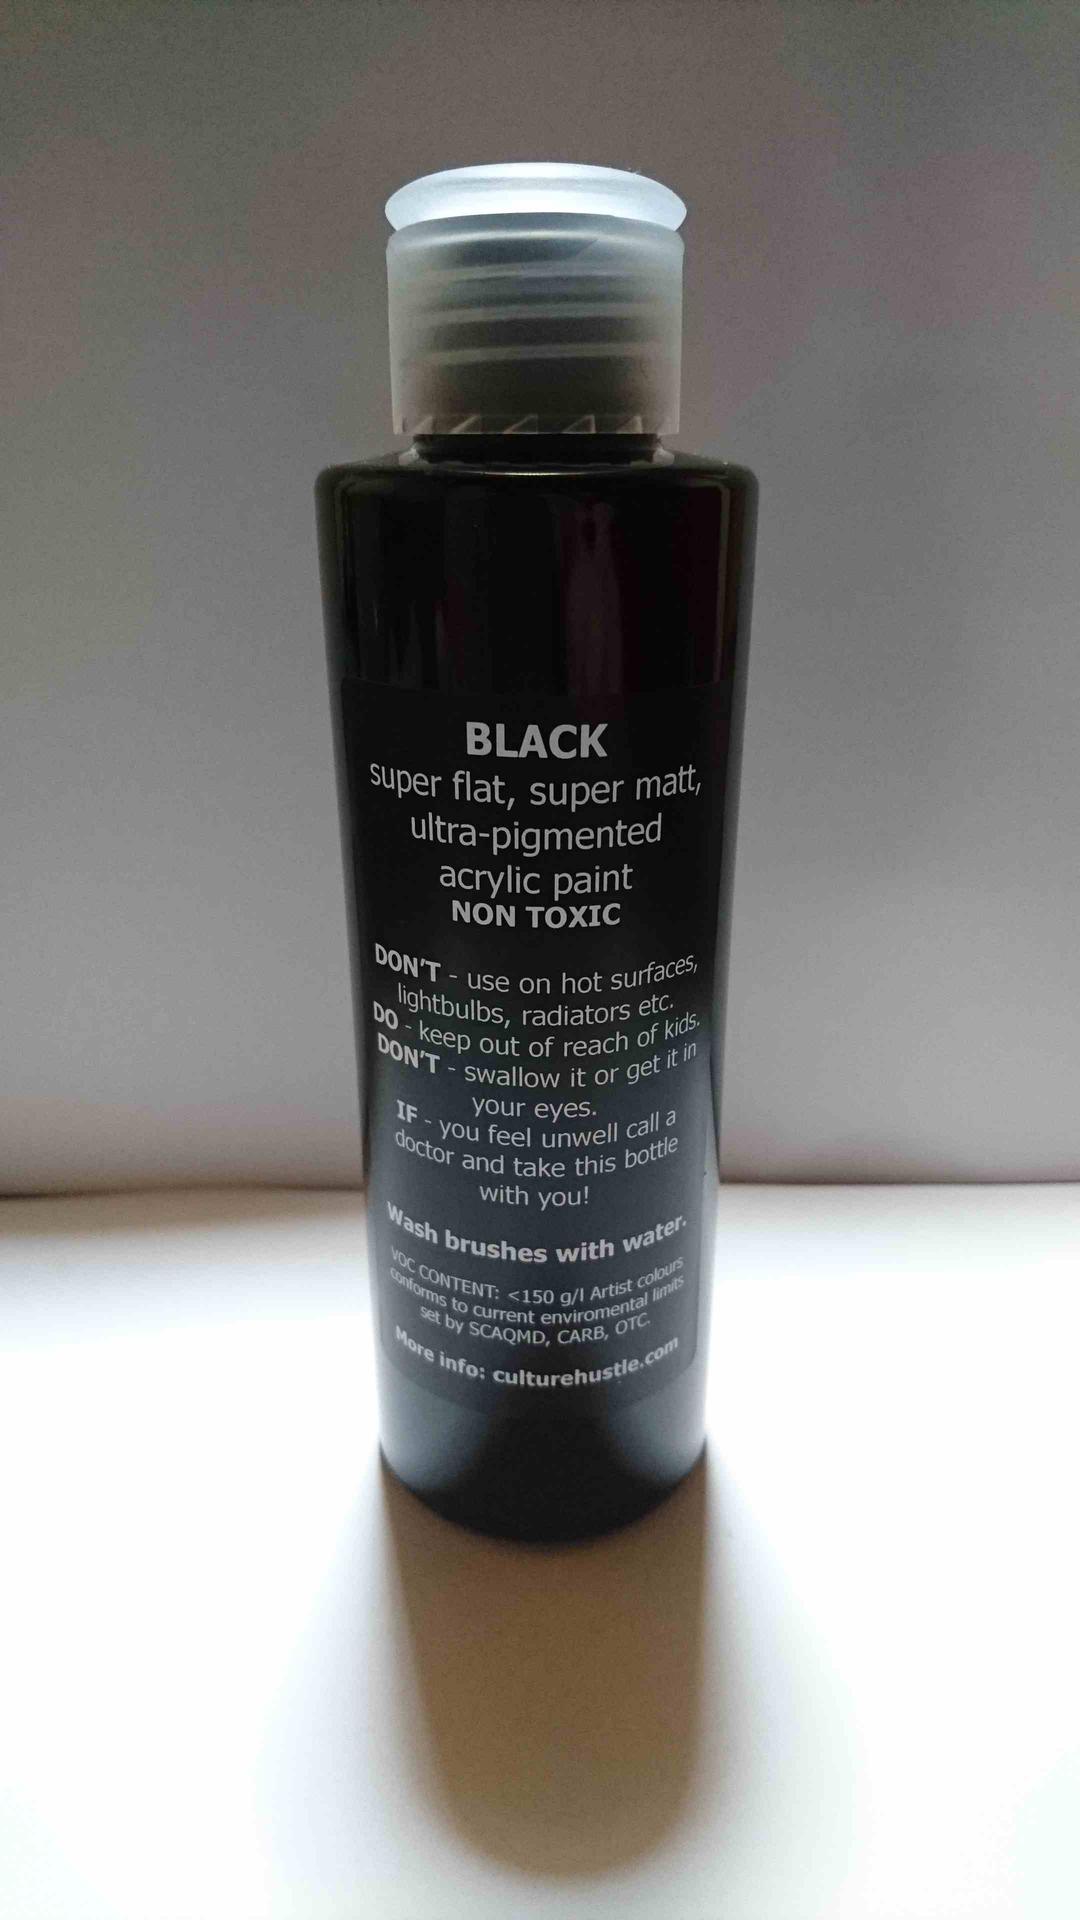 BLACK
super flat, super matt,
ultra-pigmented
acrylic paint
NON TOXIC
DON'T - use on hot surfaces,
lightbulbs, radiators etc.
DO - keep out of reach of kids.
DON'T - swallow it or get it in
your eyes.
IF - you feel unwell call a
doctor and take this bottle
with you!
Wash brushes with water.
VOC CONTENT: <150 g/l Artist colours
conforms to current enviromental limits
set by SCAQMD, CARB, OTC.
More info: culturehustle.com